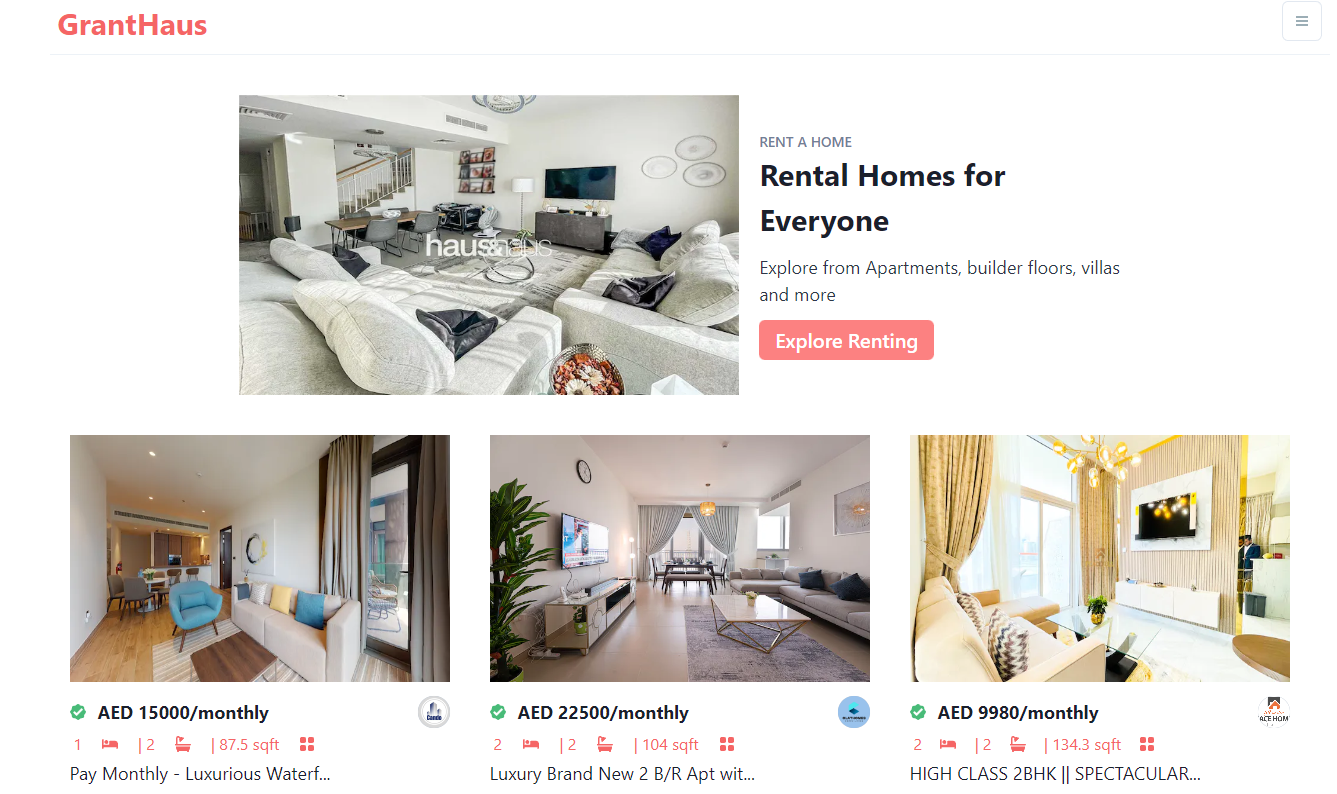 GrantHaus
haus&haus
RENT A HOME
Rental Homes for
Everyone
Explore from Apartments, builder floors, villas
and more
Explore Renting
AED 15000/monthly
Cando
1 | 2 | 87.5 sqft
Pay Monthly - Luxurious Waterf...
AED 22500/monthly
2 | 2 | 104 sqft
Luxury Brand New 2 B/R Apt wit...
AED 9980/monthly
ACE HOM
2 | 2 | 134.3 sqft
HIGH CLASS 2BHK || SPECTACULAR...